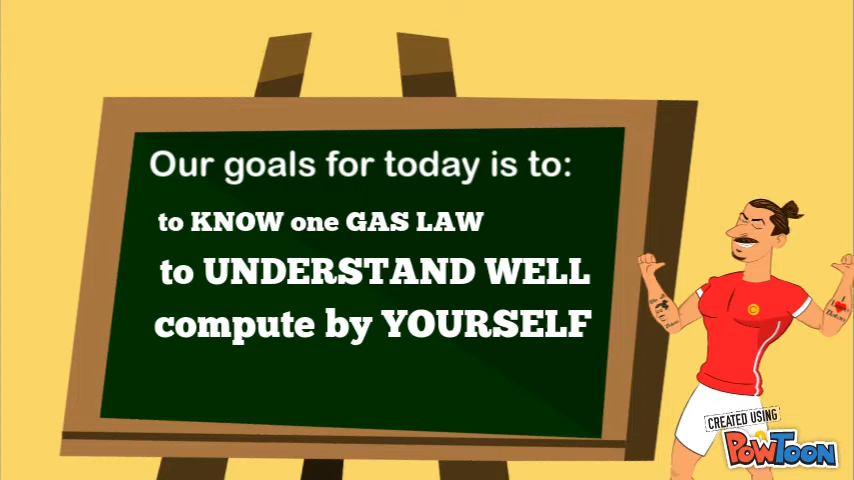 Our goals for today is to:
to KNOW one GAS LAW
to UNDERSTAND WELL
compute by YOURSELF
CREATED USING
POWTOON